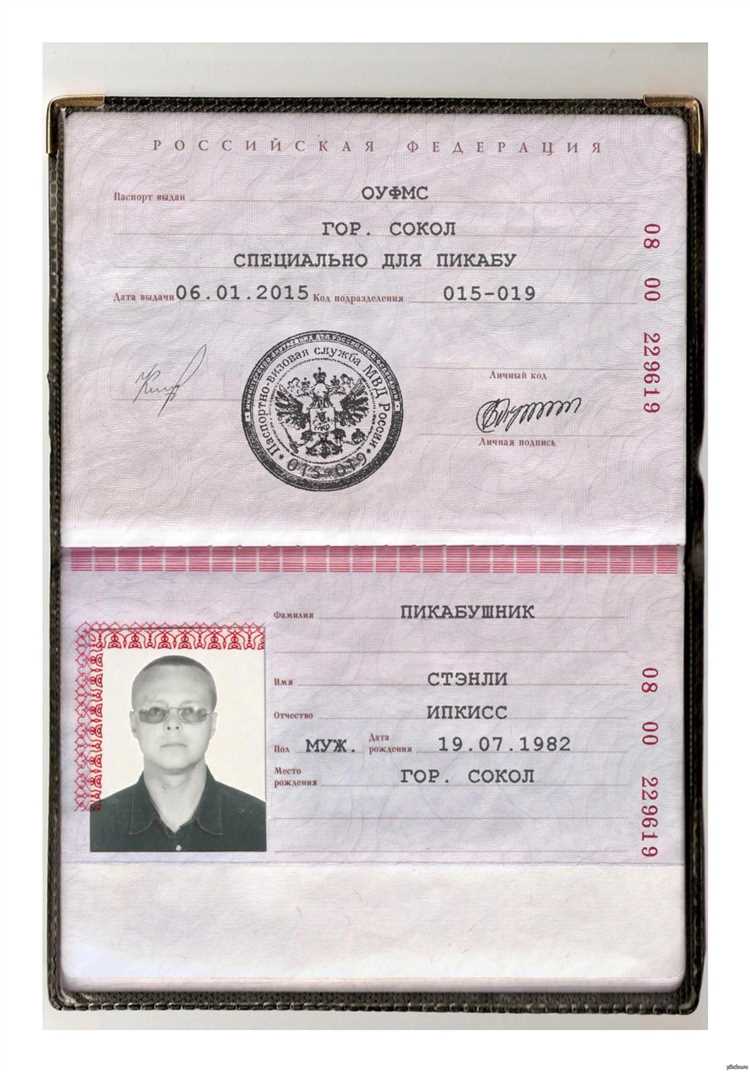 РОССИЙСКАЯ ФЕДЕРАЦИЯ
Паспорт выдан ОУФМС
ГОР. СОКОЛ
СПЕЦИАЛЬНО ДЛЯ ПИКАБУ
Дата выдачи 06.01.2015 Код подразделения 015-019
08 00 229619
Паспортно-визовая служба МВД России
015-019
Личный код
Личная подпись
Фамилия ПИКАБУШНИК
Имя СТЭНЛИ
Отчество ИПКИСС
Пол МУЖ. Дата рождения 19.07.1982
Место рождения ГОР. СОКОЛ
08 00 229619